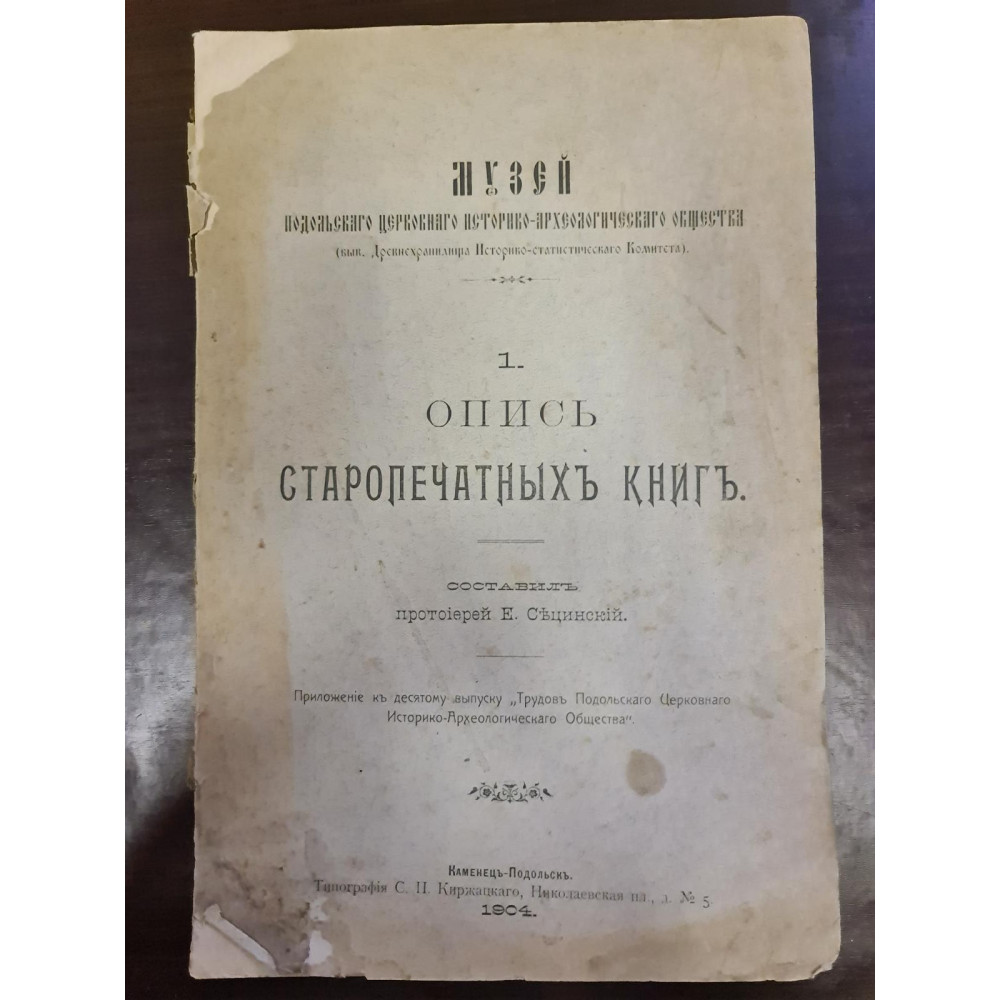 МУЗЕЙ
ПОДОЛЬСКАГО ЦЕРКОВНАГО ИСТОРИКО-АРХЕОЛОГИЧЕСКАГО ОБЩЕСТВА
(быв. Древнехранилища Историко-статистическаго Комитета).
1.
ОПИСЬ
СТАРОПЕЧАТНЫХЪ КНИГЪ.
СОСТАВИЛЪ
протоіерей Е. Сѣцинскій.
Приложеніе къ десятому выпуску „Трудовъ Подольскаго Церковнаго
Историко-Археологическаго Общества".
Каменецъ-Подольскъ.
Типографія С. П. Киржацкаго, Николаевская пл., д. № 5.
1904.